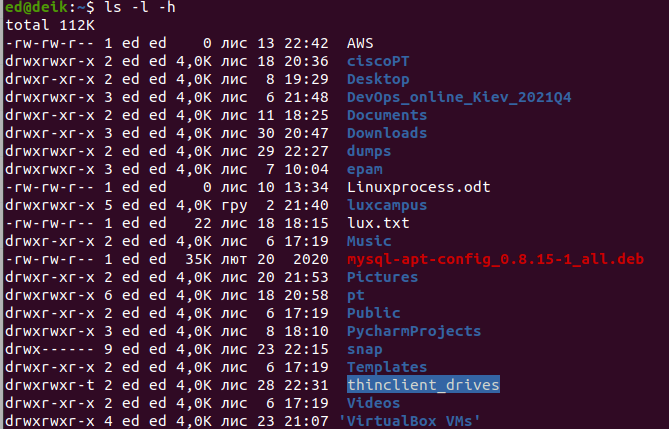 ed@deik:~$ ls -l -h
total 112K
-rw-rw-r-- 1 ed ed    0 лис 13 22:42  AWS
drwxrwxr-x 2 ed ed 4,0K лис 18 20:36  ciscoPT
drwxr-xr-x 2 ed ed 4,0K лис  8 19:29  Desktop
drwxrwxr-x 3 ed ed 4,0K лис  6 21:48  DevOps_online_Kiev_2021Q4
drwxr-xr-x 2 ed ed 4,0K лис 11 18:25  Documents
drwxr-xr-x 3 ed ed 4,0K лис 30 20:47  Downloads
drwxrwxr-x 2 ed ed 4,0K лис 29 22:27  dumps
drwxrwxr-x 3 ed ed 4,0K лис  7 10:04  epam
-rw-rw-r-- 1 ed ed    0 лис 10 13:34  Linuxprocess.odt
drwxrwxr-x 5 ed ed 4,0K гру  2 21:40  luxcampus
-rw-rw-r-- 1 ed ed   22 лис 18 18:15  lux.txt
drwxr-xr-x 2 ed ed 4,0K лис  6 17:19  Music
-rw-rw-r-- 1 ed ed  35K лют 20  2020  mysql-apt-config_0.8.15-1_all.deb
drwxr-xr-x 2 ed ed 4,0K лис 20 21:53  Pictures
drwxrwxr-x 6 ed ed 4,0K лис 18 20:58  pt
drwxr-xr-x 2 ed ed 4,0K лис  6 17:19  Public
drwxrwxr-x 3 ed ed 4,0K лис  8 18:10  PycharmProjects
drwx------ 9 ed ed 4,0K лис 23 22:15  snap
drwxr-xr-x 2 ed ed 4,0K лис  6 17:19  Templates
drwxrwxr-t 2 ed ed 4,0K лис 28 22:31  thinclient_drives
drwxr-xr-x 2 ed ed 4,0K лис  6 17:19  Videos
drwxrwxr-x 4 ed ed 4,0K лис 23 21:07 'VirtualBox VMs'